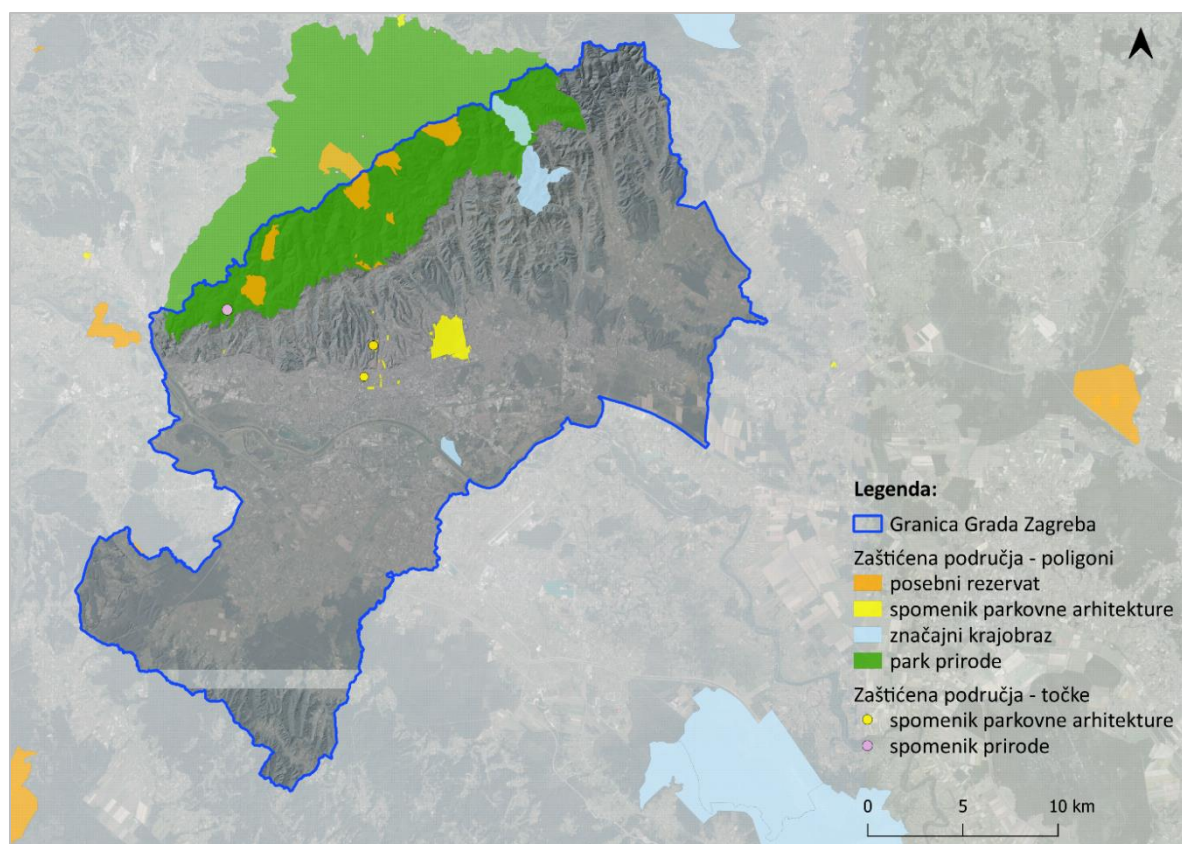 Legenda:
Granica Grada Zagreba
Zaštićena područja - poligoni
posebni rezervat
spomenik parkovne arhitekture
značajni krajobraz
park prirode
Zaštićena područja - točke
spomenik parkovne arhitekture
spomenik prirode
0 5 10 km